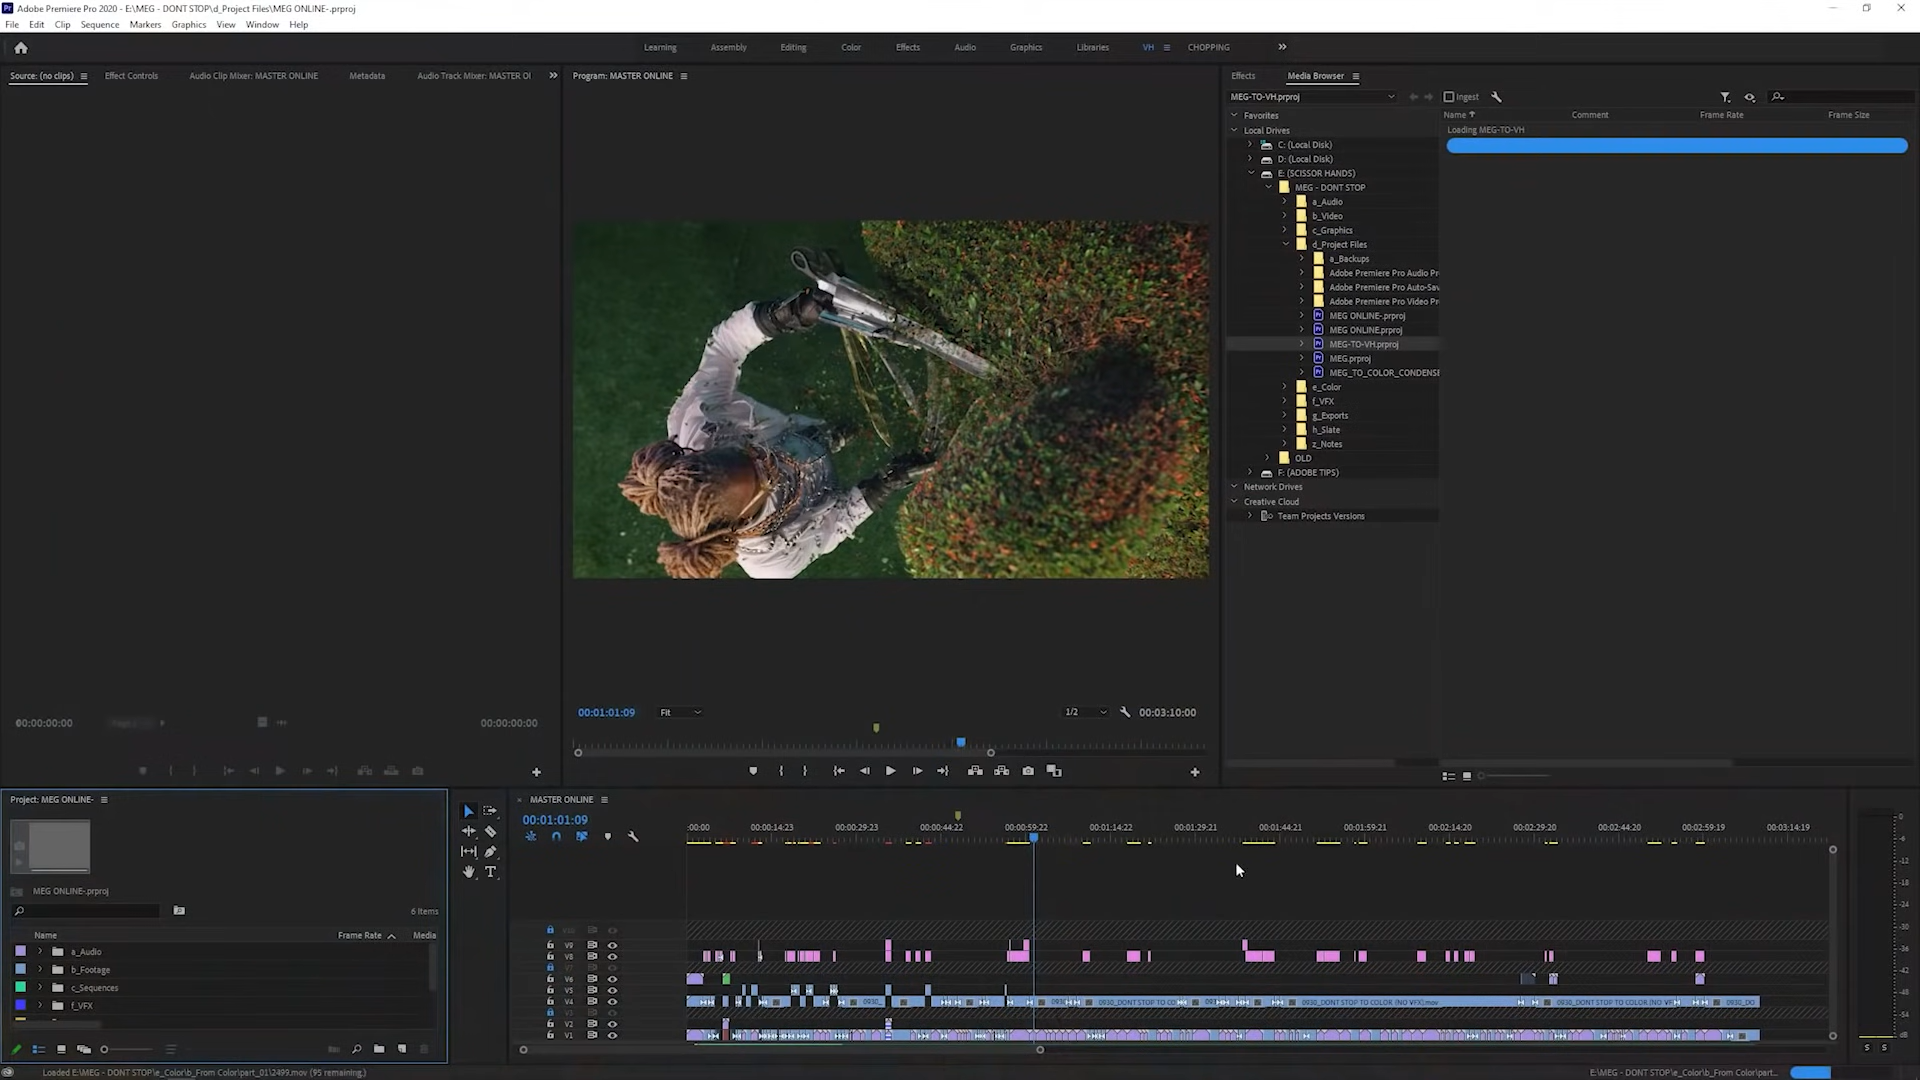 Adobe Premiere Pro 2020 - E:\MEG - DONT STOP\d_Project Files\MEG ONLINE-.prproj
File Edit Clip Sequence Markers Graphics View Window Help
Learning Assembly Editing Color Effects Audio Graphics Libraries VH CHOPPING
Source: (no clips) Effect Controls Audio Clip Mixer: MASTER ONLINE Metadata Audio Track Mixer: MASTER OI
Program: MASTER ONLINE
Effects Media Browser
MEG-TO-VH.prproj
Ingest
Favorites
Local Drives
C: (Local Disk)
D: (Local Disk)
E: (SCISSOR HANDS)
MEG - DONT STOP
a_Audio
b_Video
c_Graphics
d_Project Files
a_Backups
Adobe Premiere Pro Audio Pr
Adobe Premiere Pro Auto-Sav
Adobe Premiere Pro Video Pr
MEG ONLINE-.prproj
MEG ONLINE.prproj
MEG-TO-VH.prproj
MEG.prproj
MEG_TO_COLOR_CONDENSE
e_Color
f_VFX
g_Exports
h_Slate
z_Notes
OLD
F: (ADOBE TIPS)
Network Drives
Creative Cloud
Team Projects Versions
Name Comment Frame Rate Frame Size
Loading MEG-TO-VH
00:00:00:00
00:00:00:00
00:01:01:09 Fit 1/2 00:03:10:00
Project: MEG ONLINE-
MEG ONLINE-.prproj
6 Items
Name Frame Rate Media
a_Audio
b_Footage
c_Sequences
f_VFX
MASTER ONLINE
00:01:01:09
:00:00 00:00:14:23 00:00:29:23 00:00:44:22 00:00:59:22 00:01:14:22 00:01:29:21 00:01:44:21 00:01:59:21 00:02:14:20 00:02:29:20 00:02:44:20 00:02:59:19 00:03:14:19
V9
V8
V6
V5
V4 0930_DONT STOP TO CO 0930_DONT STOP TO COLOR (NO VFX).mov 0930_DONT STOP TO COLOR (NO VF 0930_DO
V2
V1
0
-6
-12
-18
-24
-30
-36
-42
-48
-54
S S
Loaded E:\MEG - DONT STOP\e_Color\b_From Color\part_01\2499.mov (95 remaining.)
E:\MEG - DONT STOP\e_Color\b_From Color\part...